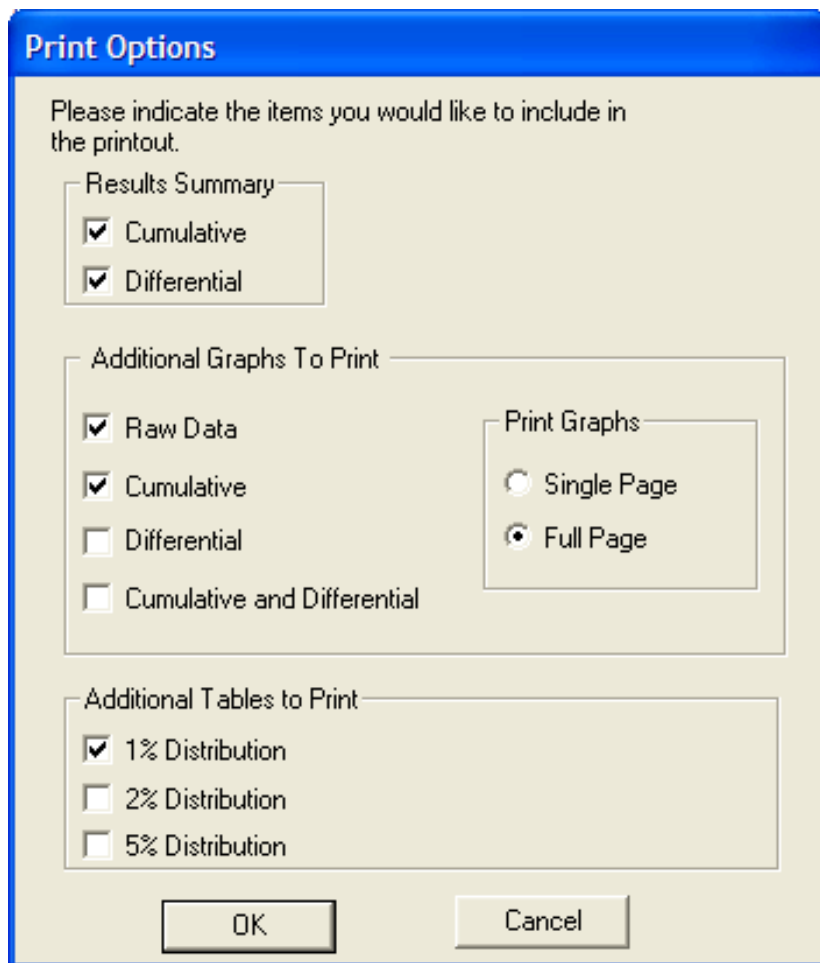 Print Options
Please indicate the items you would like to include in
the printout.
Results Summary
Cumulative
Differential
Additional Graphs To Print
Raw Data
Cumulative
Differential
Cumulative and Differential
Print Graphs
Single Page
Full Page
Additional Tables to Print
1% Distribution
2% Distribution
5% Distribution
OK
Cancel